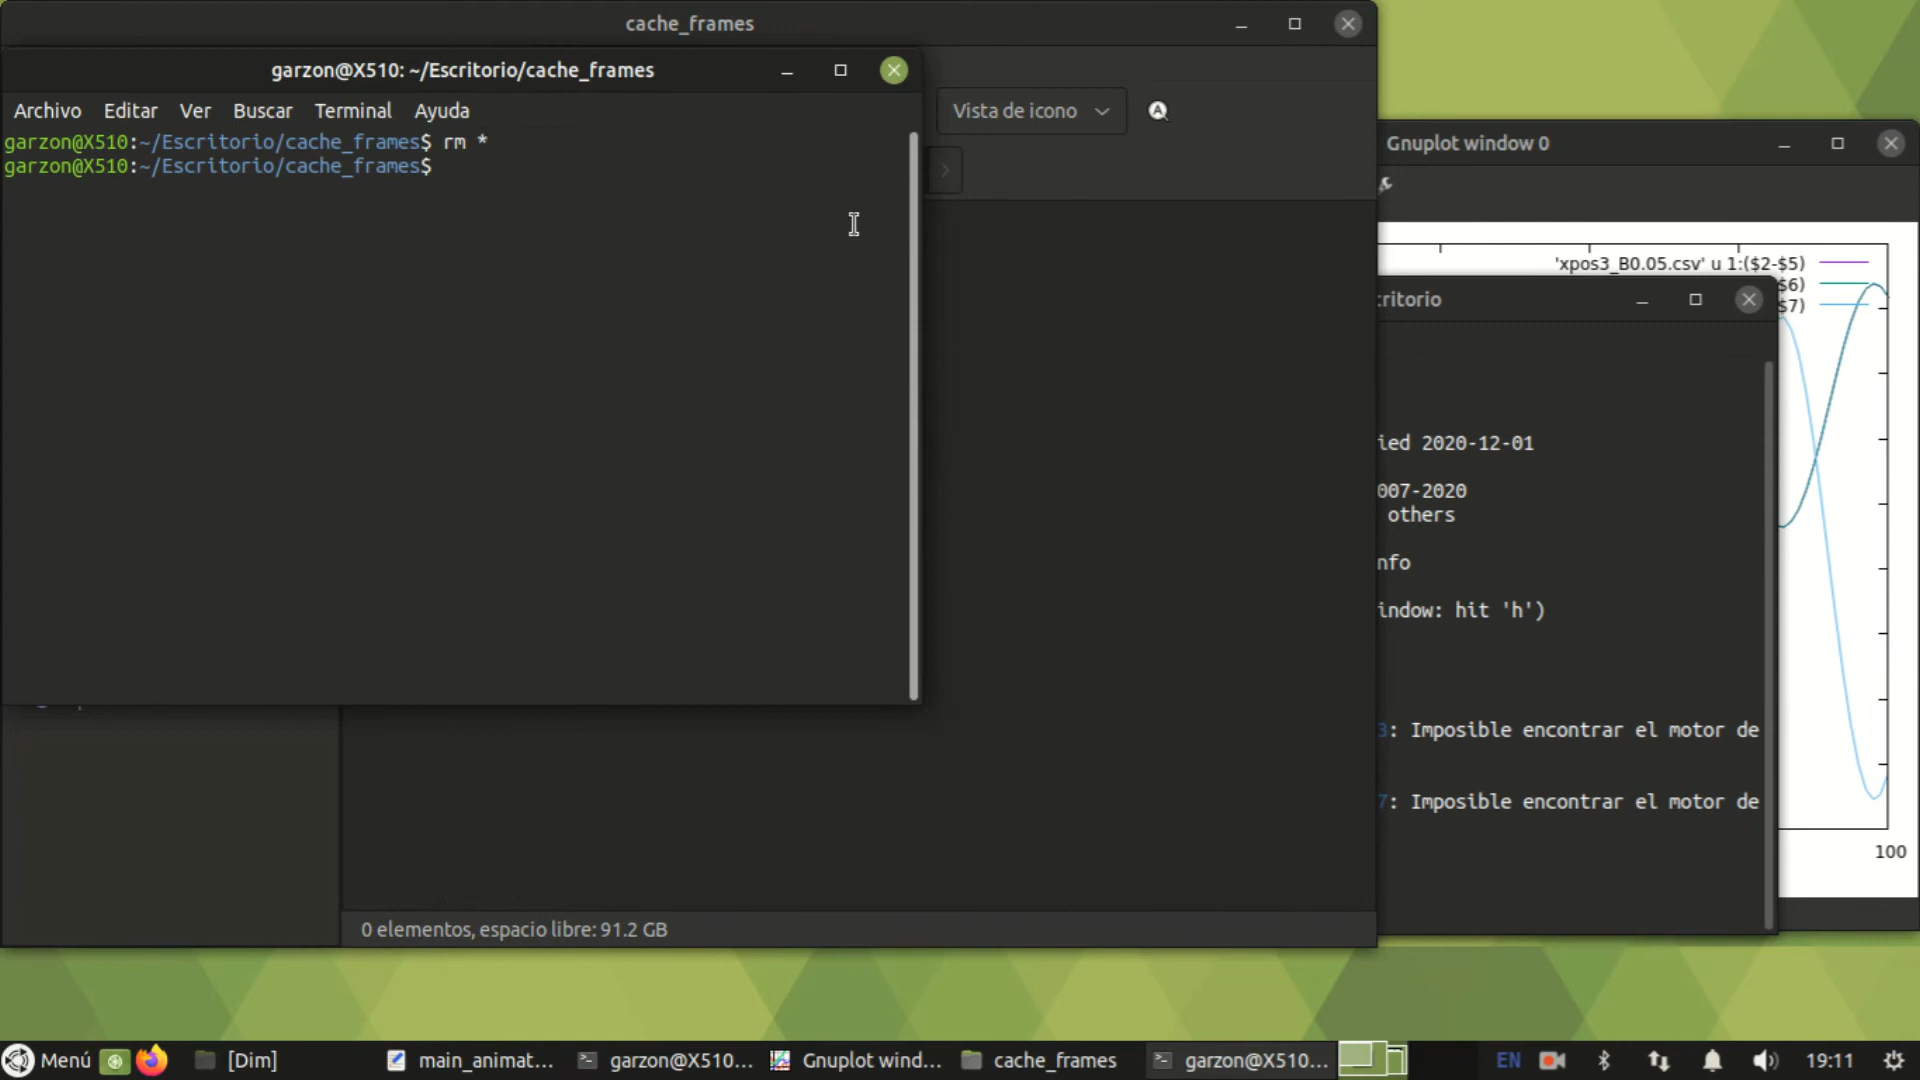 cache_frames
garzon@X510: ~/Escritorio/cache_frames
Archivo Editar Ver Buscar Terminal Ayuda
garzon@X510:~/Escritorio/cache_frames$ rm *
garzon@X510:~/Escritorio/cache_frames$
Vista de icono
Gnuplot window 0
'xpos3_B0.05.csv' u 1:($2-$5)
$6)
$7)
critorio
ied 2020-12-01
007-2020
others
nfo
indow: hit 'h')
3: Imposible encontrar el motor de
7: Imposible encontrar el motor de
100
0 elementos, espacio libre: 91.2 GB
Menú [Dim] main_animat... garzon@X510... Gnuplot wind... cache_frames garzon@X510... EN 19:11